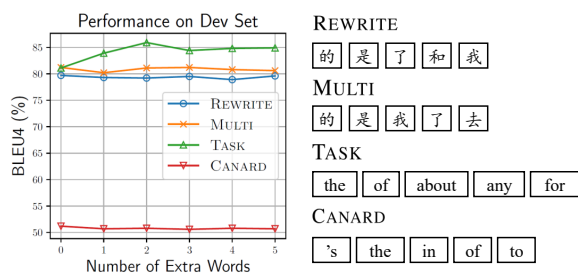 Performance on Dev Set
BLEU4 (%)
85
80
75
70
65
60
55
50
0 1 2 3 4 5
Number of Extra Words
REWRITE
MULTI
TASK
CANARD
REWRITE
的 是 了 和 我
MULTI
的 是 我 了 去
TASK
the of about any for
CANARD
's the in of to